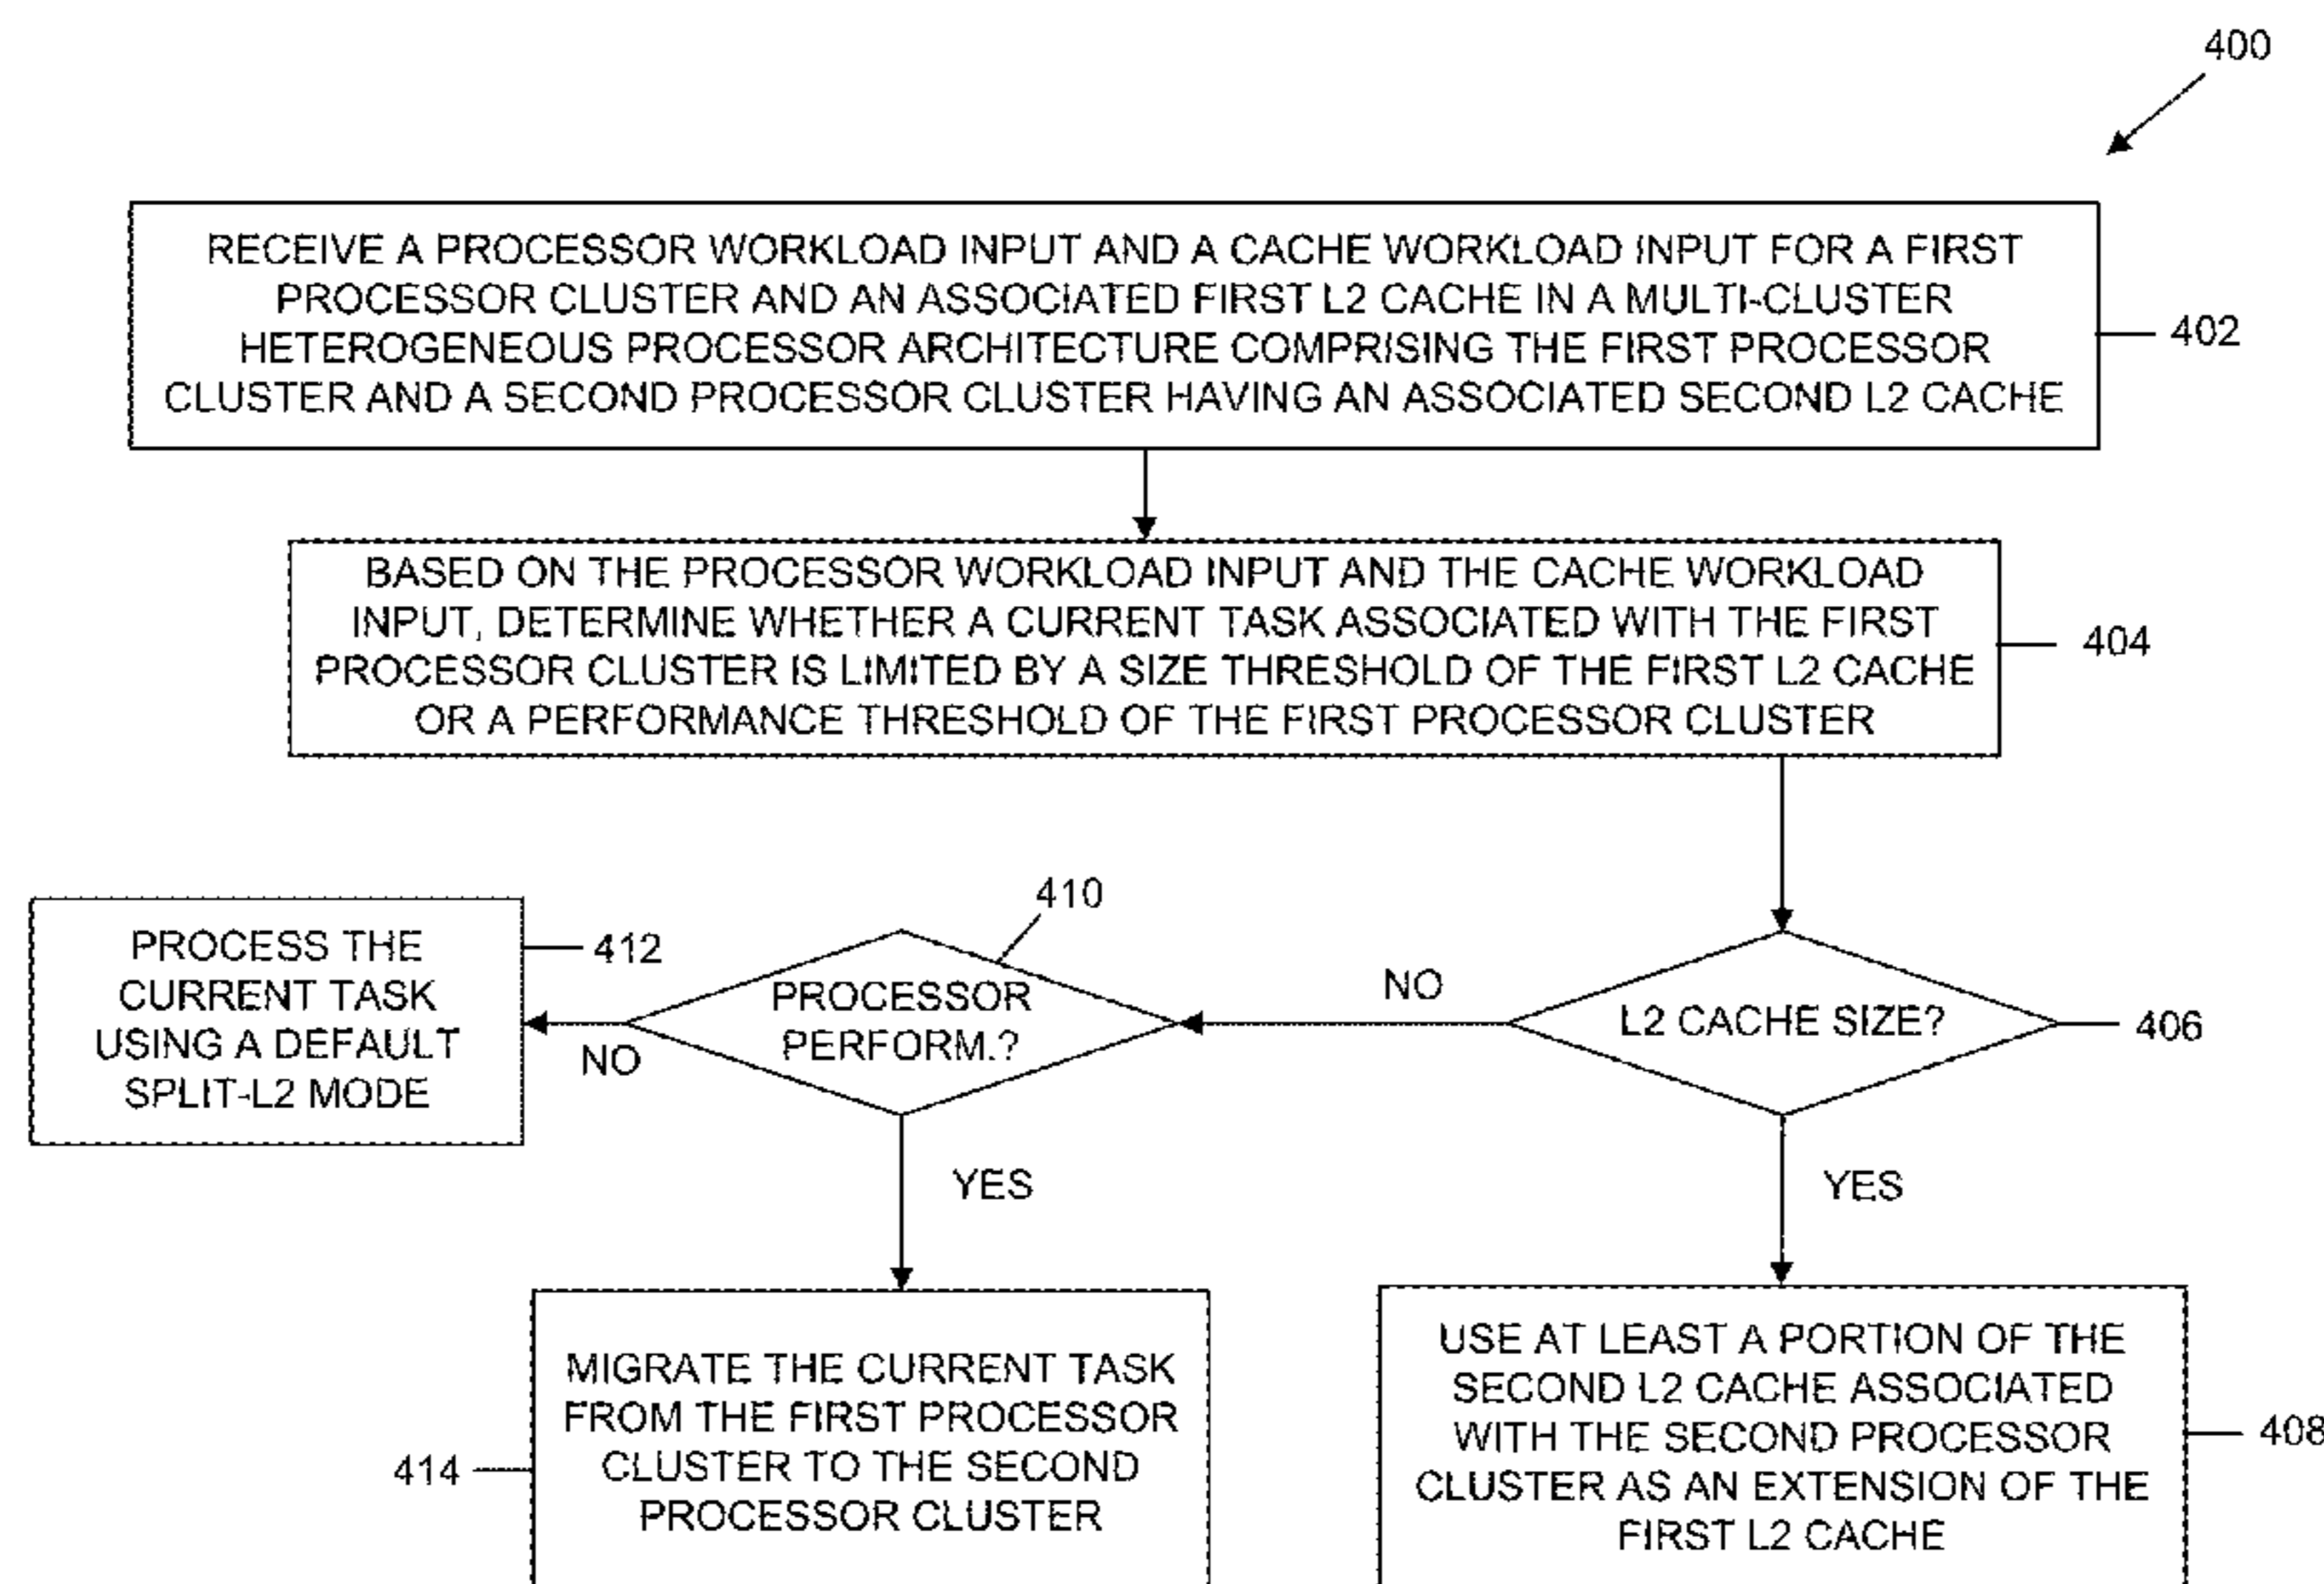 400
RECEIVE A PROCESSOR WORKLOAD INPUT AND A CACHE WORKLOAD INPUT FOR A FIRST
PROCESSOR CLUSTER AND AN ASSOCIATED FIRST L2 CACHE IN A MULTI-CLUSTER
HETEROGENEOUS PROCESSOR ARCHITECTURE COMPRISING THE FIRST PROCESSOR
CLUSTER AND A SECOND PROCESSOR CLUSTER HAVING AN ASSOCIATED SECOND L2 CACHE
402
BASED ON THE PROCESSOR WORKLOAD INPUT AND THE CACHE WORKLOAD
INPUT, DETERMINE WHETHER A CURRENT TASK ASSOCIATED WITH THE FIRST
PROCESSOR CLUSTER IS LIMITED BY A SIZE THRESHOLD OF THE FIRST L2 CACHE
OR A PERFORMANCE THRESHOLD OF THE FIRST PROCESSOR CLUSTER
404
L2 CACHE SIZE?
406
NO
YES
410
PROCESSOR
PERFORM.?
NO
YES
PROCESS THE
CURRENT TASK
USING A DEFAULT
SPLIT-L2 MODE
412
MIGRATE THE CURRENT TASK
FROM THE FIRST PROCESSOR
CLUSTER TO THE SECOND
PROCESSOR CLUSTER
414
USE AT LEAST A PORTION OF THE
SECOND L2 CACHE ASSOCIATED
WITH THE SECOND PROCESSOR
CLUSTER AS AN EXTENSION OF THE
FIRST L2 CACHE
408